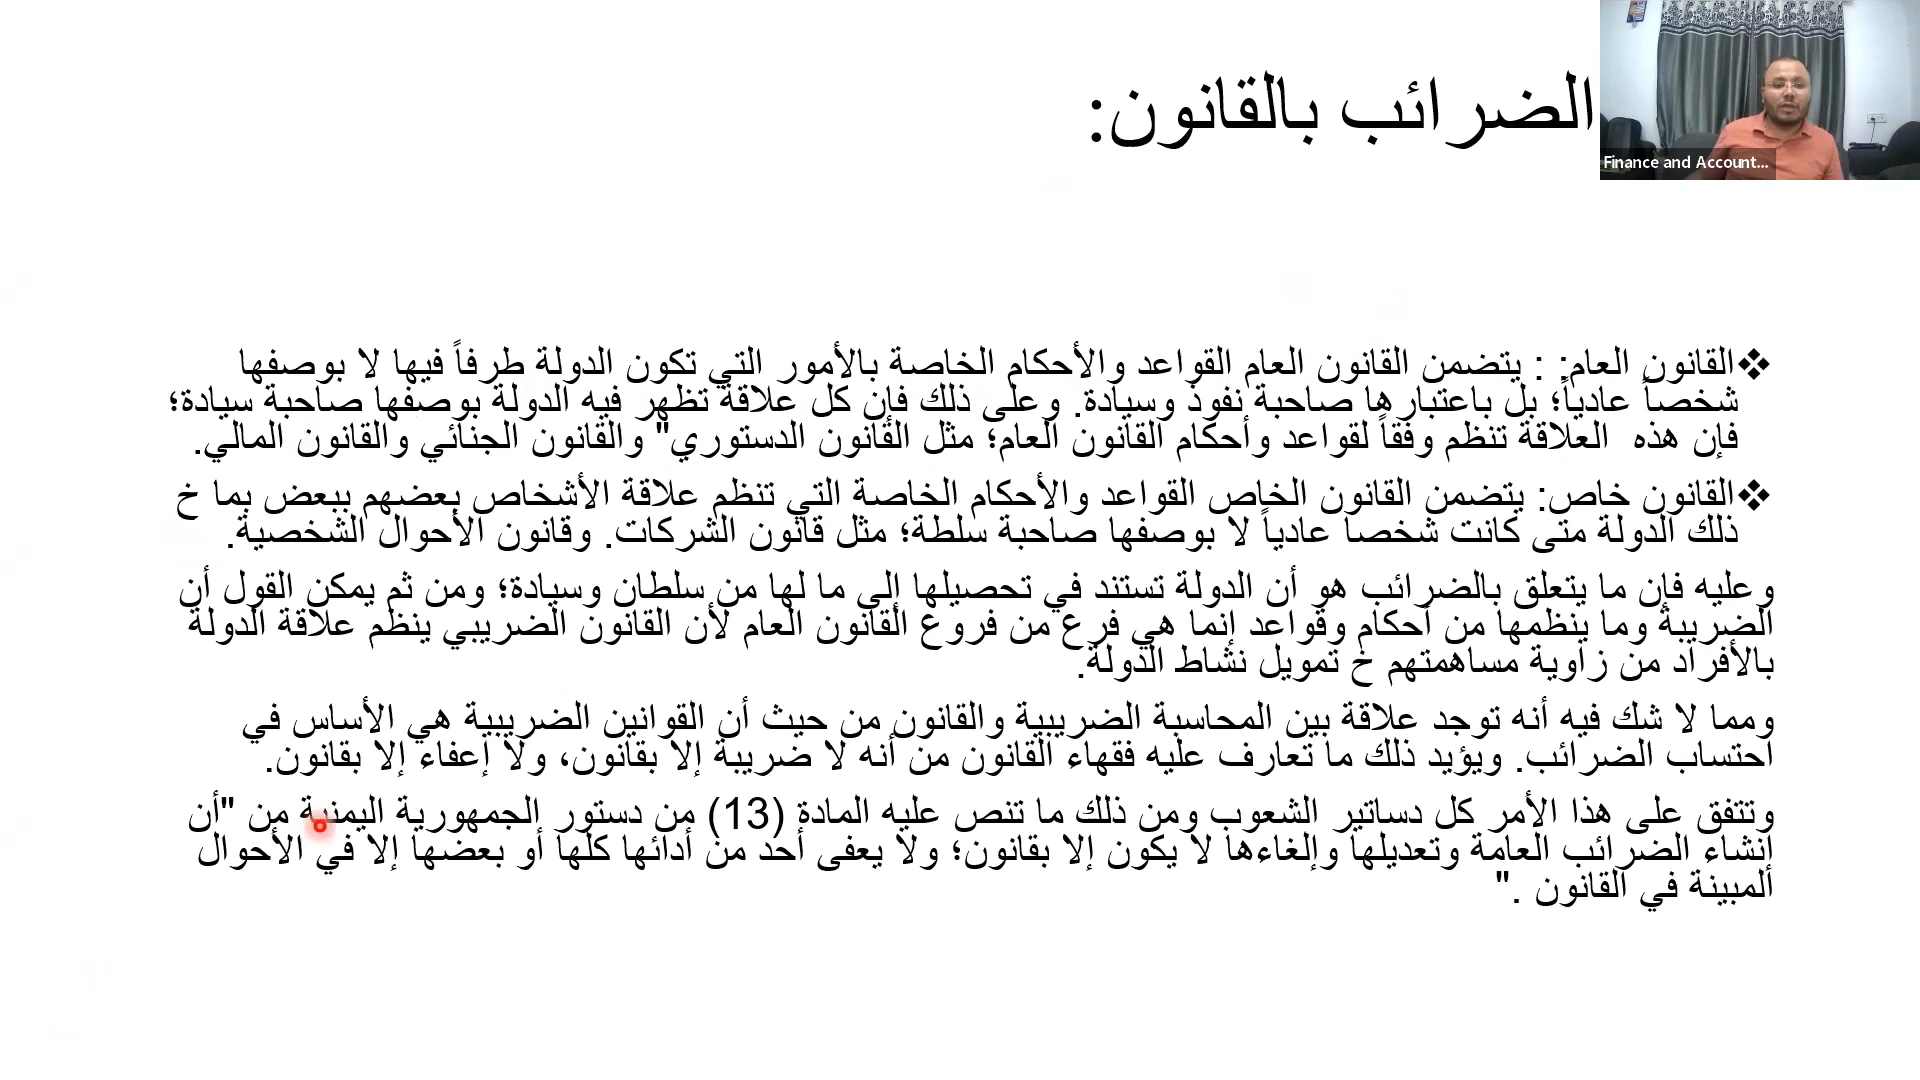 الضرائب بالقانون:
Finance and Account...
❖القانون العام: : يتضمن القانون العام القواعد والأحكام الخاصة بالأمور التي تكون الدولة طرفاً فيها لا بوصفها
شخصاً عادياً؛ بل باعتبارها صاحبة نفوذ وسيادة. وعلى ذلك فإن كل علاقة تظهر فيه الدولة بوصفها صاحبة سيادة؛
فإن هذه العلاقة تنظم وفقاً لقواعد وأحكام القانون العام؛ مثل القانون الدستوري" والقانون الجنائي والقانون المالي.
❖القانون خاص: يتضمن القانون الخاص القواعد والأحكام الخاصة التي تنظم علاقة الأشخاص بعضهم ببعض بما خ
ذلك الدولة متى كانت شخصا عادياً لا بوصفها صاحبة سلطة؛ مثل قانون الشركات. وقانون الأحوال الشخصية.
وعليه فإن ما يتعلق بالضرائب هو أن الدولة تستند في تحصيلها إلى ما لها من سلطان وسيادة؛ ومن ثم يمكن القول أن
الضريبة وما ينظمها من أحكام وقواعد إنما هي فرع من فروع القانون العام لأن القانون الضريبي ينظم علاقة الدولة
بالأفراد من زاوية مساهمتهم خ تمويل نشاط الدولة.
ومما لا شك فيه أنه توجد علاقة بين المحاسبة الضريبية والقانون من حيث أن القوانين الضريبية هي الأساس في
احتساب الضرائب. ويؤيد ذلك ما تعارف عليه فقهاء القانون من أنه لا ضريبة إلا بقانون، ولا إعفاء إلا بقانون.
وتتفق على هذا الأمر كل دساتير الشعوب ومن ذلك ما تنص عليه المادة (13) من دستور الجمهورية اليمنية من "أن
إنشاء الضرائب العامة وتعديلها وإلغاءها لا يكون إلا بقانون؛ ولا يعفى أحد من أدائها كلها أو بعضها إلا في الأحوال
المبينة في القانون ."